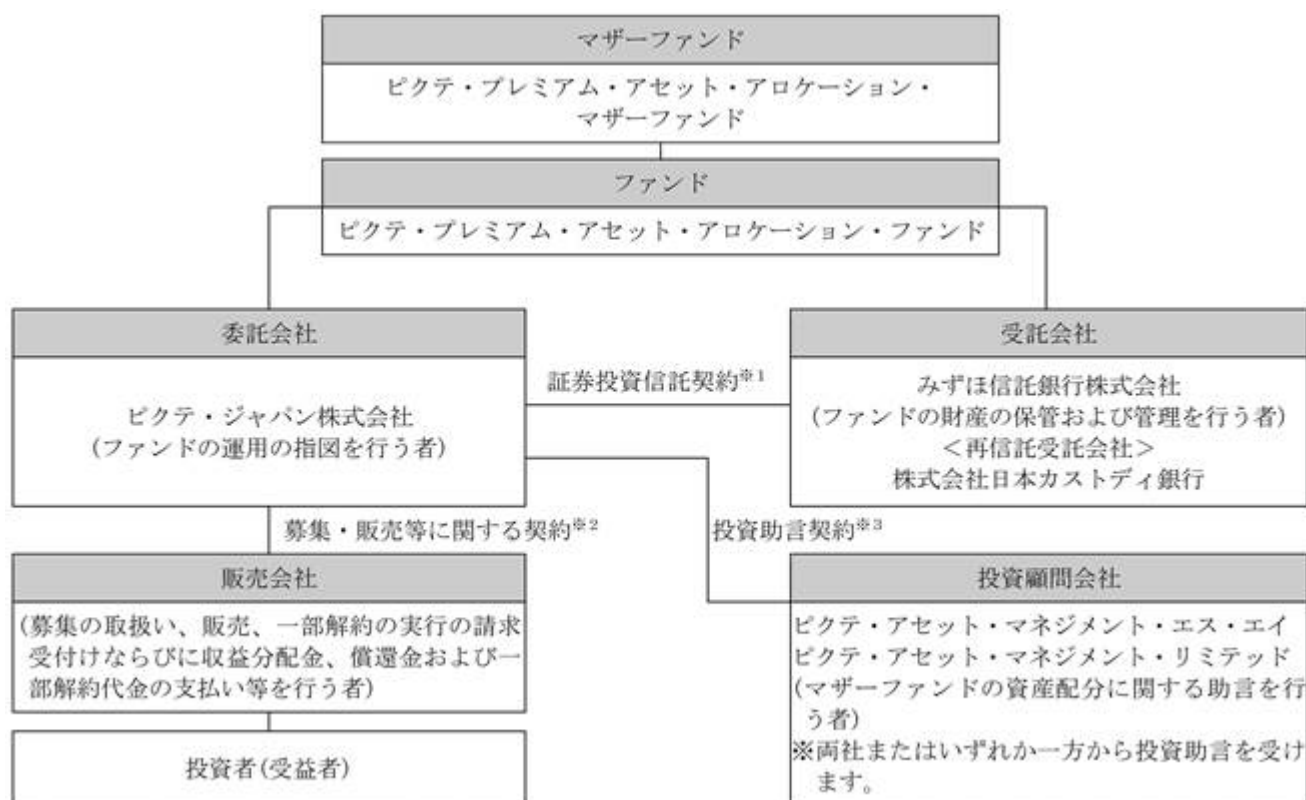 マザーファンド
ピクテ・プレミアム・アセット・アロケーション・
マザーファンド
ファンド
ピクテ・プレミアム・アセット・アロケーション・ファンド
委託会社
ピクテ・ジャパン株式会社
(ファンドの運用の指図を行う者)
証券投資信託契約※1
受託会社
みずほ信託銀行株式会社
(ファンドの財産の保管および管理を行う者)
<再信託受託会社>
株式会社日本カストディ銀行
募集・販売等に関する契約※2
投資助言契約※3
販売会社
(募集の取扱い、販売、一部解約の実行の請求
受付けならびに収益分配金、償還金および一
部解約代金の支払い等を行う者)
投資者(受益者)
投資顧問会社
ピクテ・アセット・マネジメント・エス・エイ
ピクテ・アセット・マネジメント・リミテッド
(マザーファンドの資産配分に関する助言を行
う者)
※両社またはいずれか一方から投資助言を受け
ます。